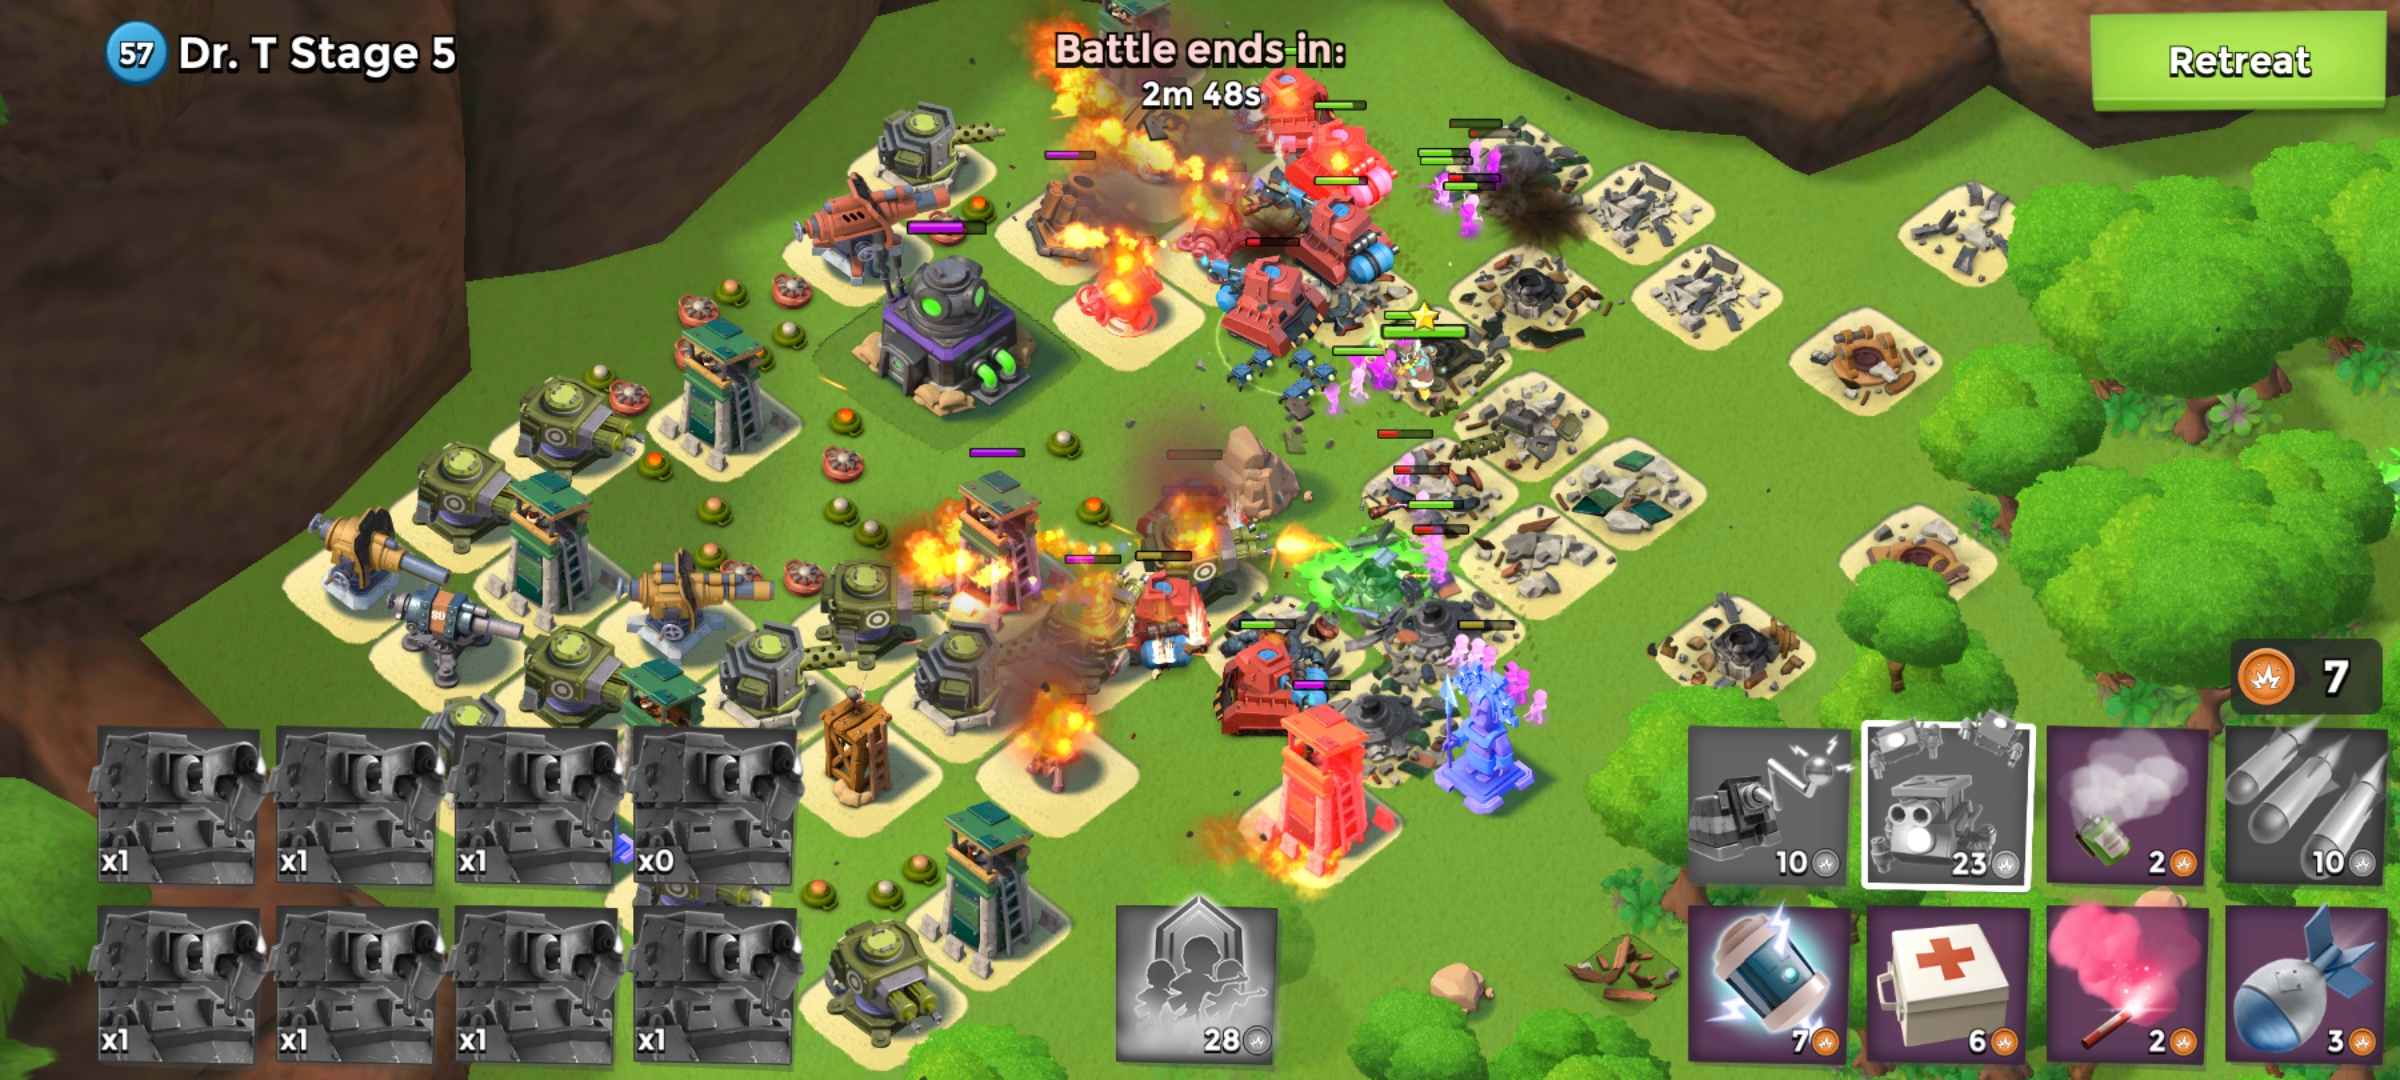 57 Dr. T Stage 5
Battle ends in:
2m 48s
Retreat
80
7
x1 x1 x1 x0
10 23 2 10
x1 x1 x1 x1
28
7 6 2 3